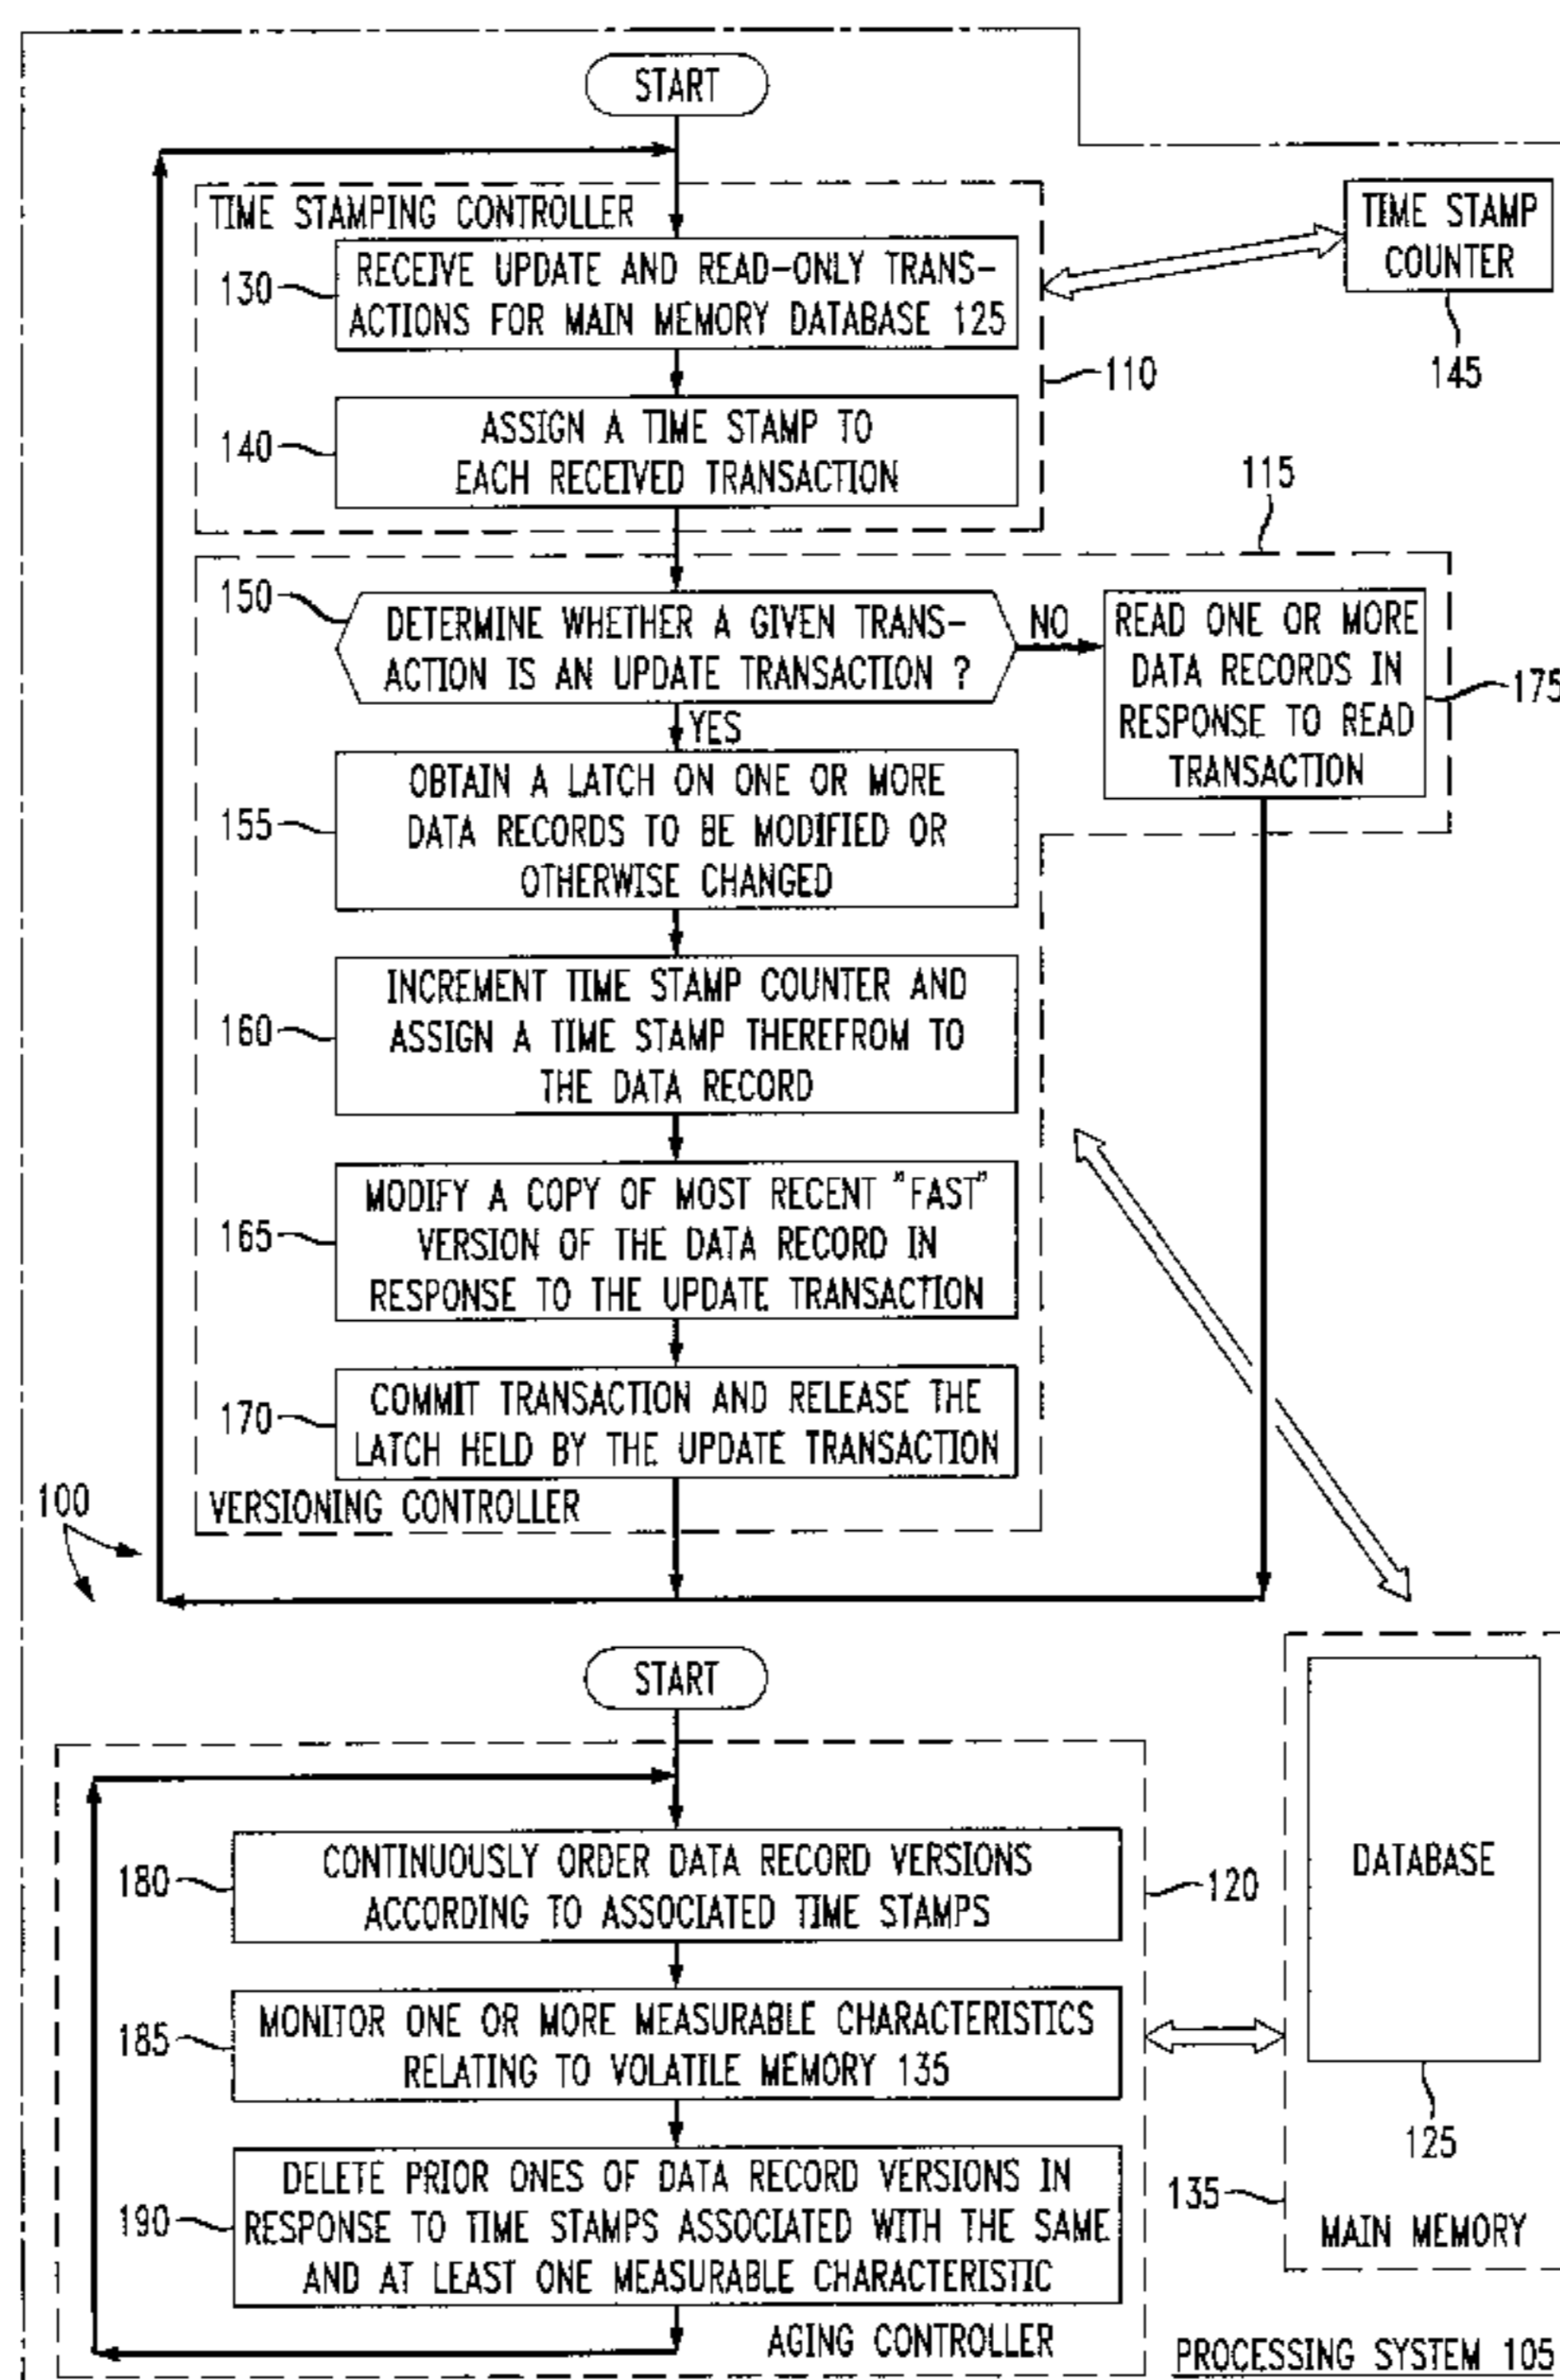 START
TIME STAMPING CONTROLLER
130
RECEIVE UPDATE AND READ-ONLY TRANS-
ACTIONS FOR MAIN MEMORY DATABASE 125
TIME STAMP
COUNTER
145
110
140
ASSIGN A TIME STAMP TO
EACH RECEIVED TRANSACTION
115
150
DETERMINE WHETHER A GIVEN TRANS-
ACTION IS AN UPDATE TRANSACTION ?
NO
READ ONE OR MORE
DATA RECORDS IN
RESPONSE TO READ
TRANSACTION
175
YES
155
OBTAIN A LATCH ON ONE OR MORE
DATA RECORDS TO BE MODIFIED OR
OTHERWISE CHANGED
160
INCREMENT TIME STAMP COUNTER AND
ASSIGN A TIME STAMP THEREFROM TO
THE DATA RECORD
165
MODIFY A COPY OF MOST RECENT "FAST"
VERSION OF THE DATA RECORD IN
RESPONSE TO THE UPDATE TRANSACTION
170
COMMIT TRANSACTION AND RELEASE THE
LATCH HELD BY THE UPDATE TRANSACTION
VERSIONING CONTROLLER
100
START
180
CONTINUOUSLY ORDER DATA RECORD VERSIONS
ACCORDING TO ASSOCIATED TIME STAMPS
120
DATABASE
185
MONITOR ONE OR MORE MEASURABLE CHARACTERISTICS
RELATING TO VOLATILE MEMORY 135
125
190
DELETE PRIOR ONES OF DATA RECORD VERSIONS IN
RESPONSE TO TIME STAMPS ASSOCIATED WITH THE SAME
AND AT LEAST ONE MEASURABLE CHARACTERISTIC
135
MAIN MEMORY
AGING CONTROLLER
PROCESSING SYSTEM 105